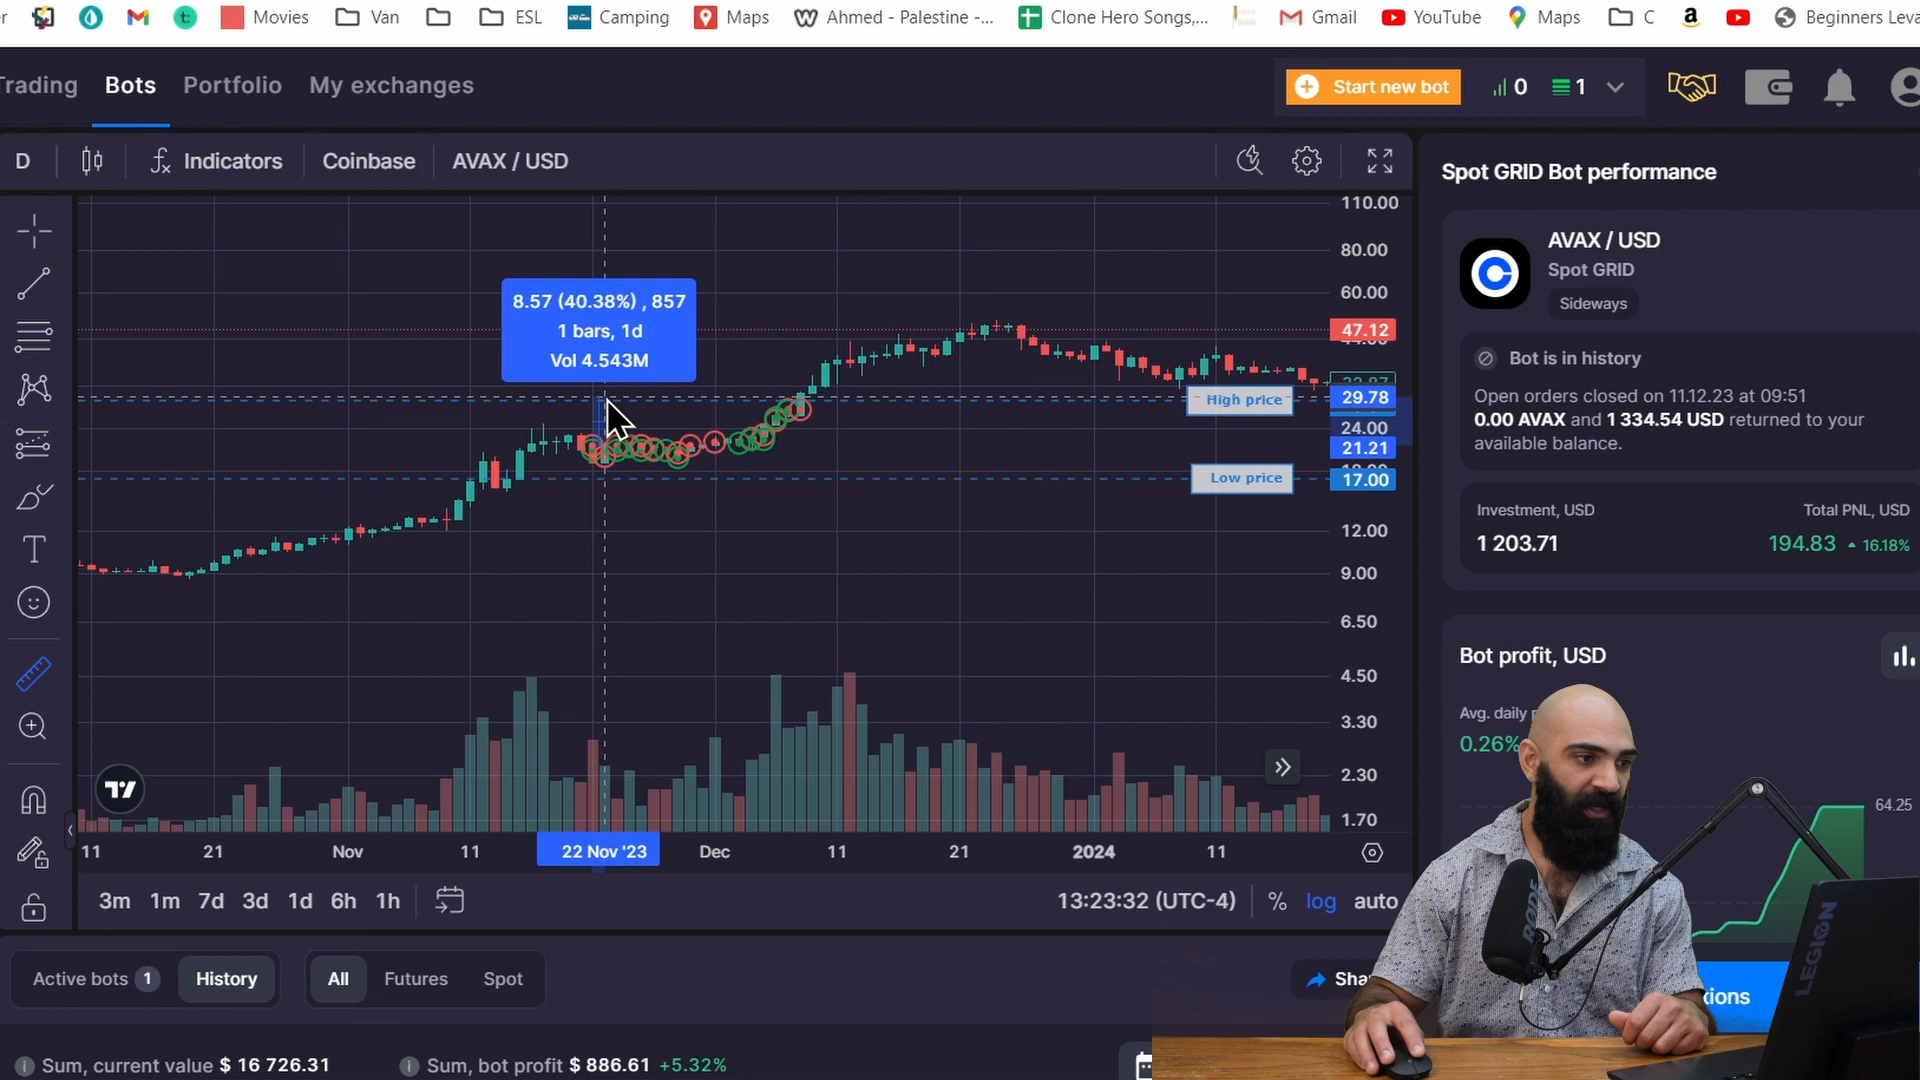 Movies
Van
ESL
Camping
Maps
Ahmed - Palestine -...
Clone Hero Songs,...
Gmail
YouTube
Maps
C
Beginners Leva
Trading
Bots
Portfolio
My exchanges
Start new bot
0
1
D
Indicators
Coinbase
AVAX / USD
110.00
80.00
60.00
47.12
29.78
24.00
21.21
17.00
12.00
9.00
6.50
4.50
3.30
2.30
1.70
8.57 (40.38%) , 857
1 bars, 1d
Vol 4.543M
High price
Low price
11
21
Nov
11
22 Nov '23
Dec
11
21
2024
11
3m
1m
7d
3d
1d
6h
1h
13:23:32 (UTC-4)
%
log
auto
Spot GRID Bot performance
AVAX / USD
Spot GRID
Sideways
Bot is in history
Open orders closed on 11.12.23 at 09:51
0.00 AVAX and 1 334.54 USD returned to your
available balance.
Investment, USD
Total PNL, USD
1 203.71
194.83
16.18%
Bot profit, USD
Avg. daily
0.26%
64.25
Active bots 1
History
All
Futures
Spot
Sum, current value $ 16 726.31
Sum, bot profit $ 886.61 +5.32%
RØDE
LEGION